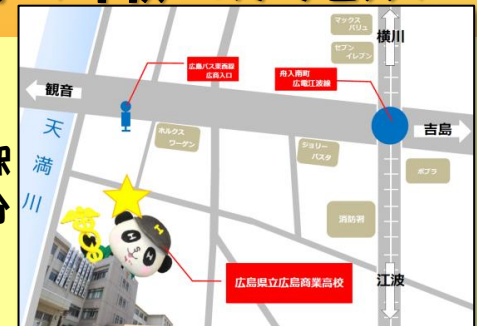 マックス
バリュ
横川
セブン
イレブン
広島バス東西線
広商入口
舟入南町
広電江波線
観音
吉島
天
満
川
ホルクス
ワーゲン
ジョリー
パスタ
ポプラ
駅
分
消防署
広島県立広島商業高校
江波